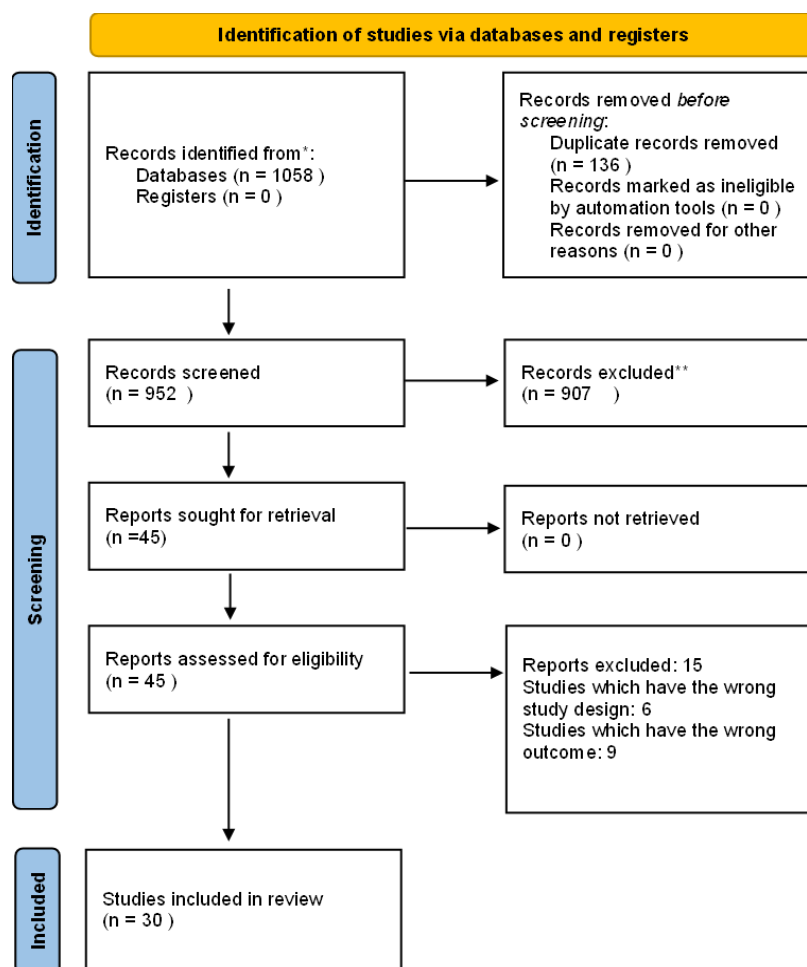 Identification of studies via databases and registers
Identification
Records identified from*:
Databases (n = 1058 )
Registers (n = 0 )
Records removed before
screening:
Duplicate records removed
(n = 136 )
Records marked as ineligible
by automation tools (n = 0 )
Records removed for other
reasons (n = 0 )
Screening
Records screened
(n = 952 )
Records excluded**
(n = 907 )
Reports sought for retrieval
(n =45)
Reports not retrieved
(n = 0 )
Reports assessed for eligibility
(n = 45 )
Reports excluded: 15
Studies which have the wrong
study design: 6
Studies which have the wrong
outcome: 9
Included
Studies included in review
(n = 30 )